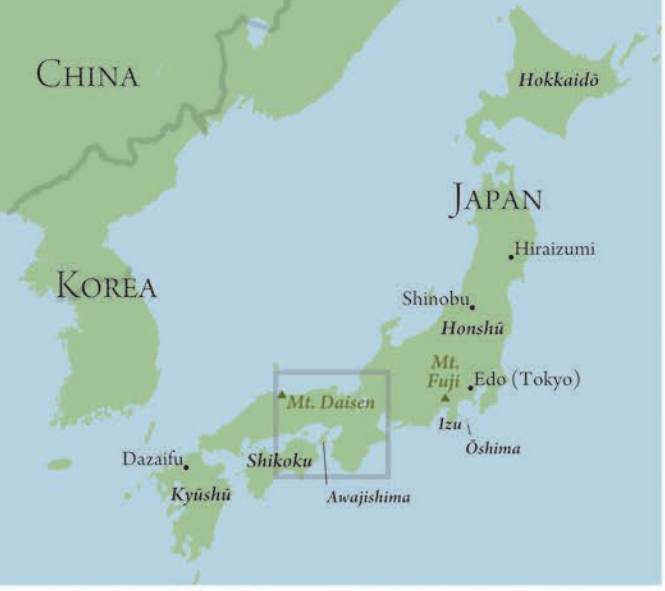 CHINA
Hokkaidō
JAPAN
Hiraizumi
KOREA
Shinobu
Honshū
Mt.
Fuji
Edo (Tokyo)
Mt. Daisen
Izu
Ōshima
Dazaifu
Shikoku
Kyūshū
Awajishima